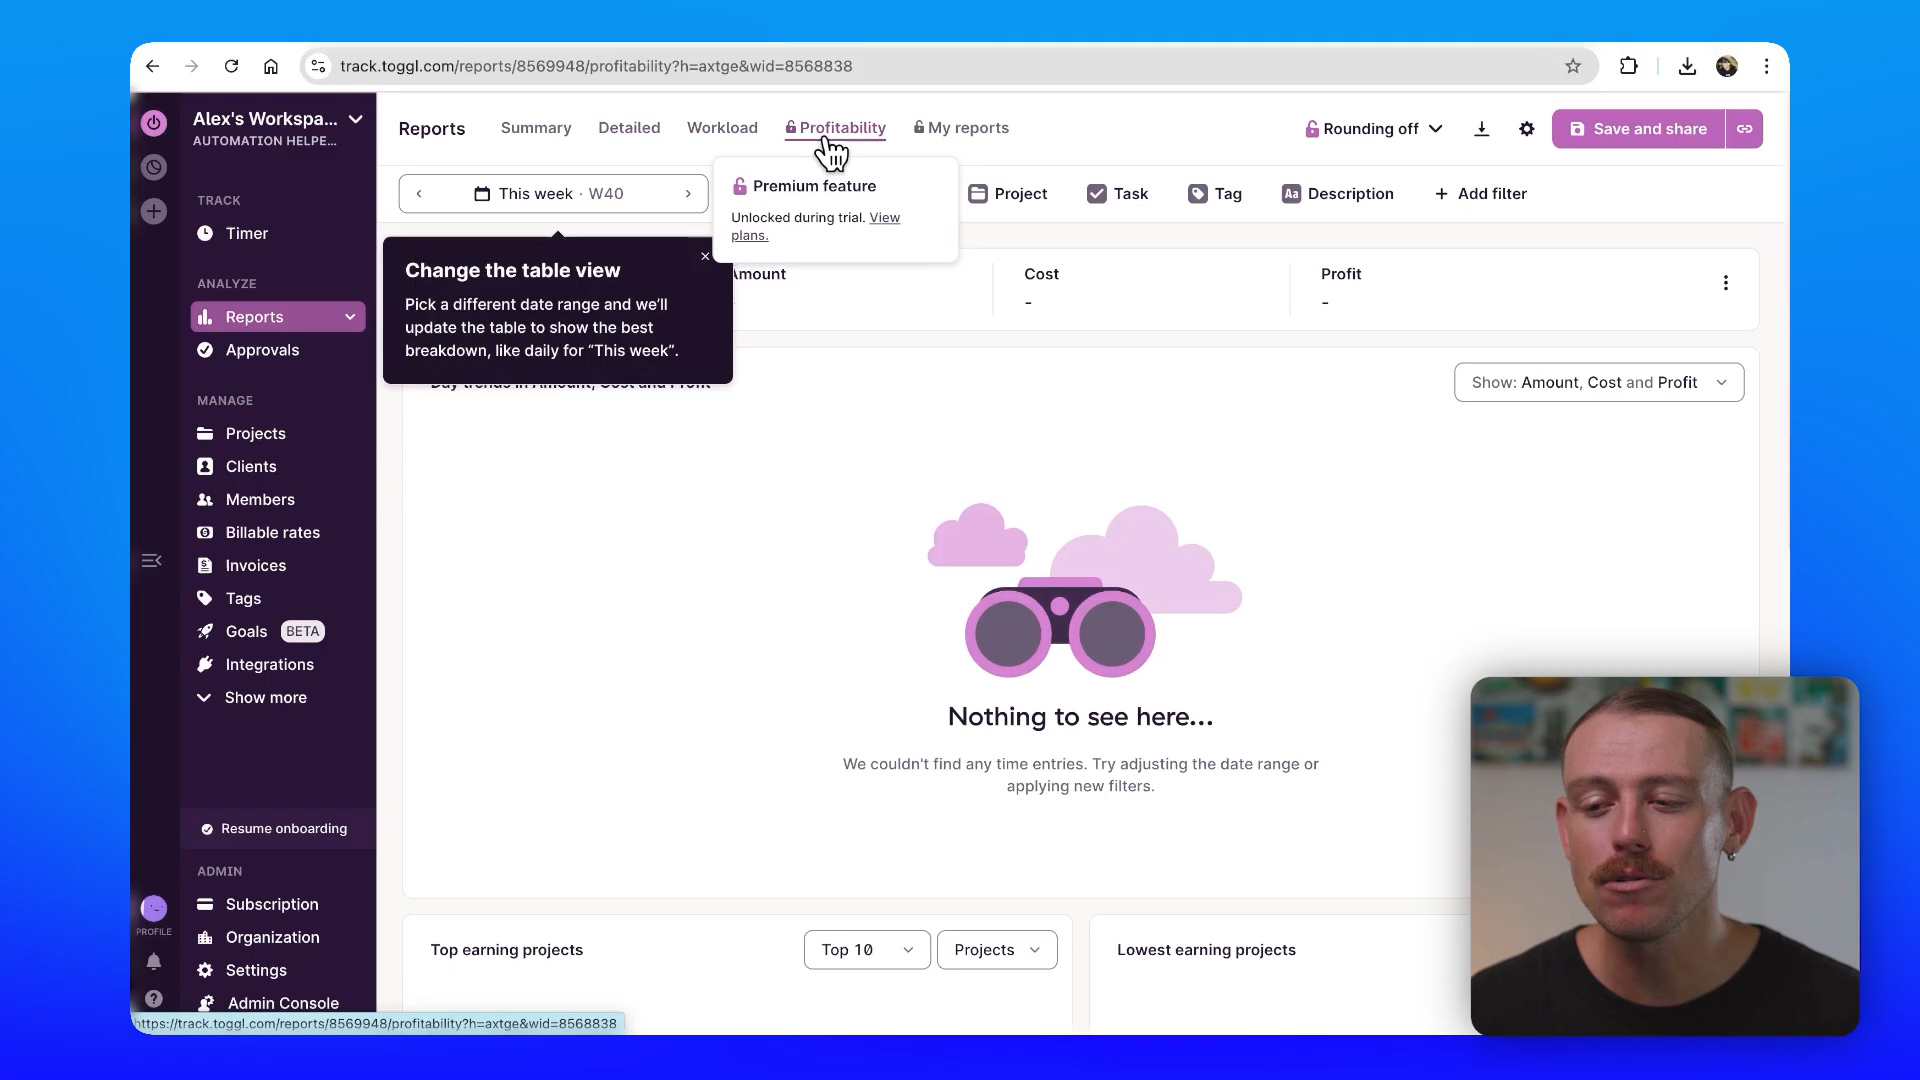 track.toggl.com/reports/8569948/profitability?h=axtge&wid=8568838
Alex's Workspa...
AUTOMATION HELPE...
TRACK
Timer
ANALYZE
Reports
Approvals
MANAGE
Projects
Clients
Members
Billable rates
Invoices
Tags
Goals BETA
Integrations
Show more
Resume onboarding
ADMIN
Subscription
Organization
Settings
Admin Console
PROFILE
Reports Summary Detailed Workload Profitability My reports Rounding off Save and share
This week · W40 Project Task Tag Description Add filter
Premium feature
Unlocked during trial. View
plans.
Change the table view
Pick a different date range and we’ll
update the table to show the best
breakdown, like daily for “This week”.
Amount Cost Profit
- -
Day trends in Amount, Cost and Profit
Show: Amount, Cost and Profit
Nothing to see here...
We couldn't find any time entries. Try adjusting the date range or
applying new filters.
Top earning projects Top 10 Projects Lowest earning projects
https://track.toggl.com/reports/8569948/profitability?h=axtge&wid=8568838